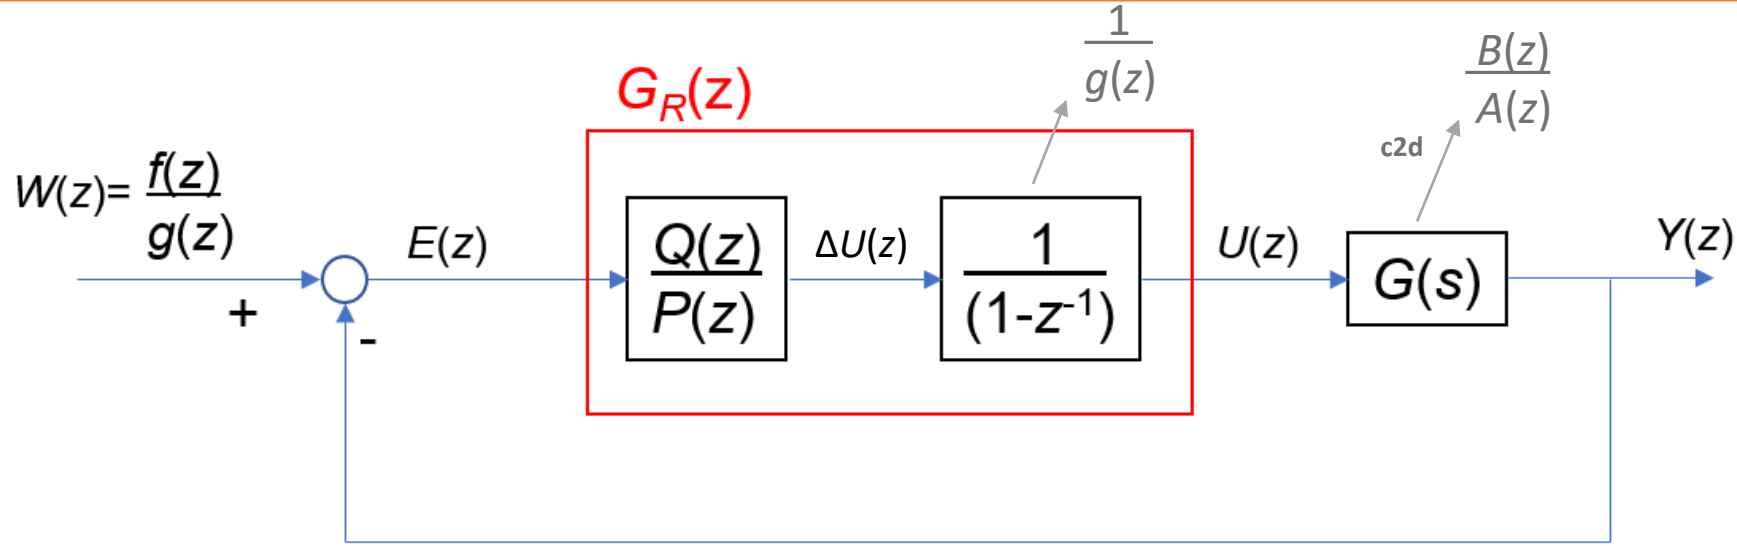 1
g(z)
B(z)
A(z)
G_R(z)
c2d
W(z)= f(z)
g(z)
E(z)
Q(z)
P(z)
ΔU(z)
1
(1-z⁻¹)
U(z)
G(s)
Y(z)
+
-